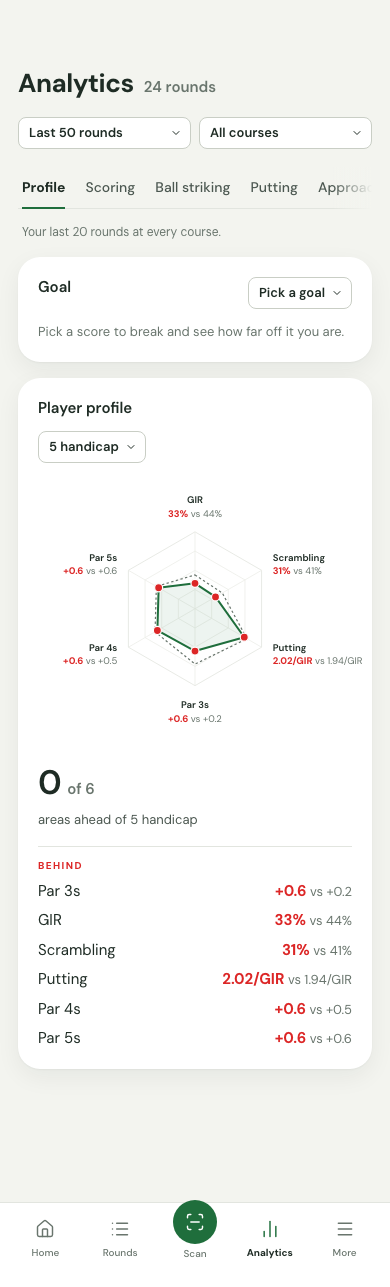 Analytics 24 rounds
Last 50 rounds All courses
Profile Scoring Ball striking Putting
Your last 20 rounds at every course.
Goal Pick a goal
Pick a score to break and see how far off it you are.
Player profile
5 handicap
GIR
33% vs 44%
Par 5s Scrambling
+0.6 vs +0.6 31% vs 41%
Par 4s Putting
+0.6 vs +0.5 2.02/GIR vs 1.94/GIR
Par 3s
+0.6 vs +0.2
0 of 6
areas ahead of 5 handicap
BEHIND
Par 3s +0.6 vs +0.2
GIR 33% vs 44%
Scrambling 31% vs 41%
Putting 2.02/GIR vs 1.94/GIR
Par 4s +0.6 vs +0.5
Par 5s +0.6 vs +0.6
Home Rounds Scan Analytics More